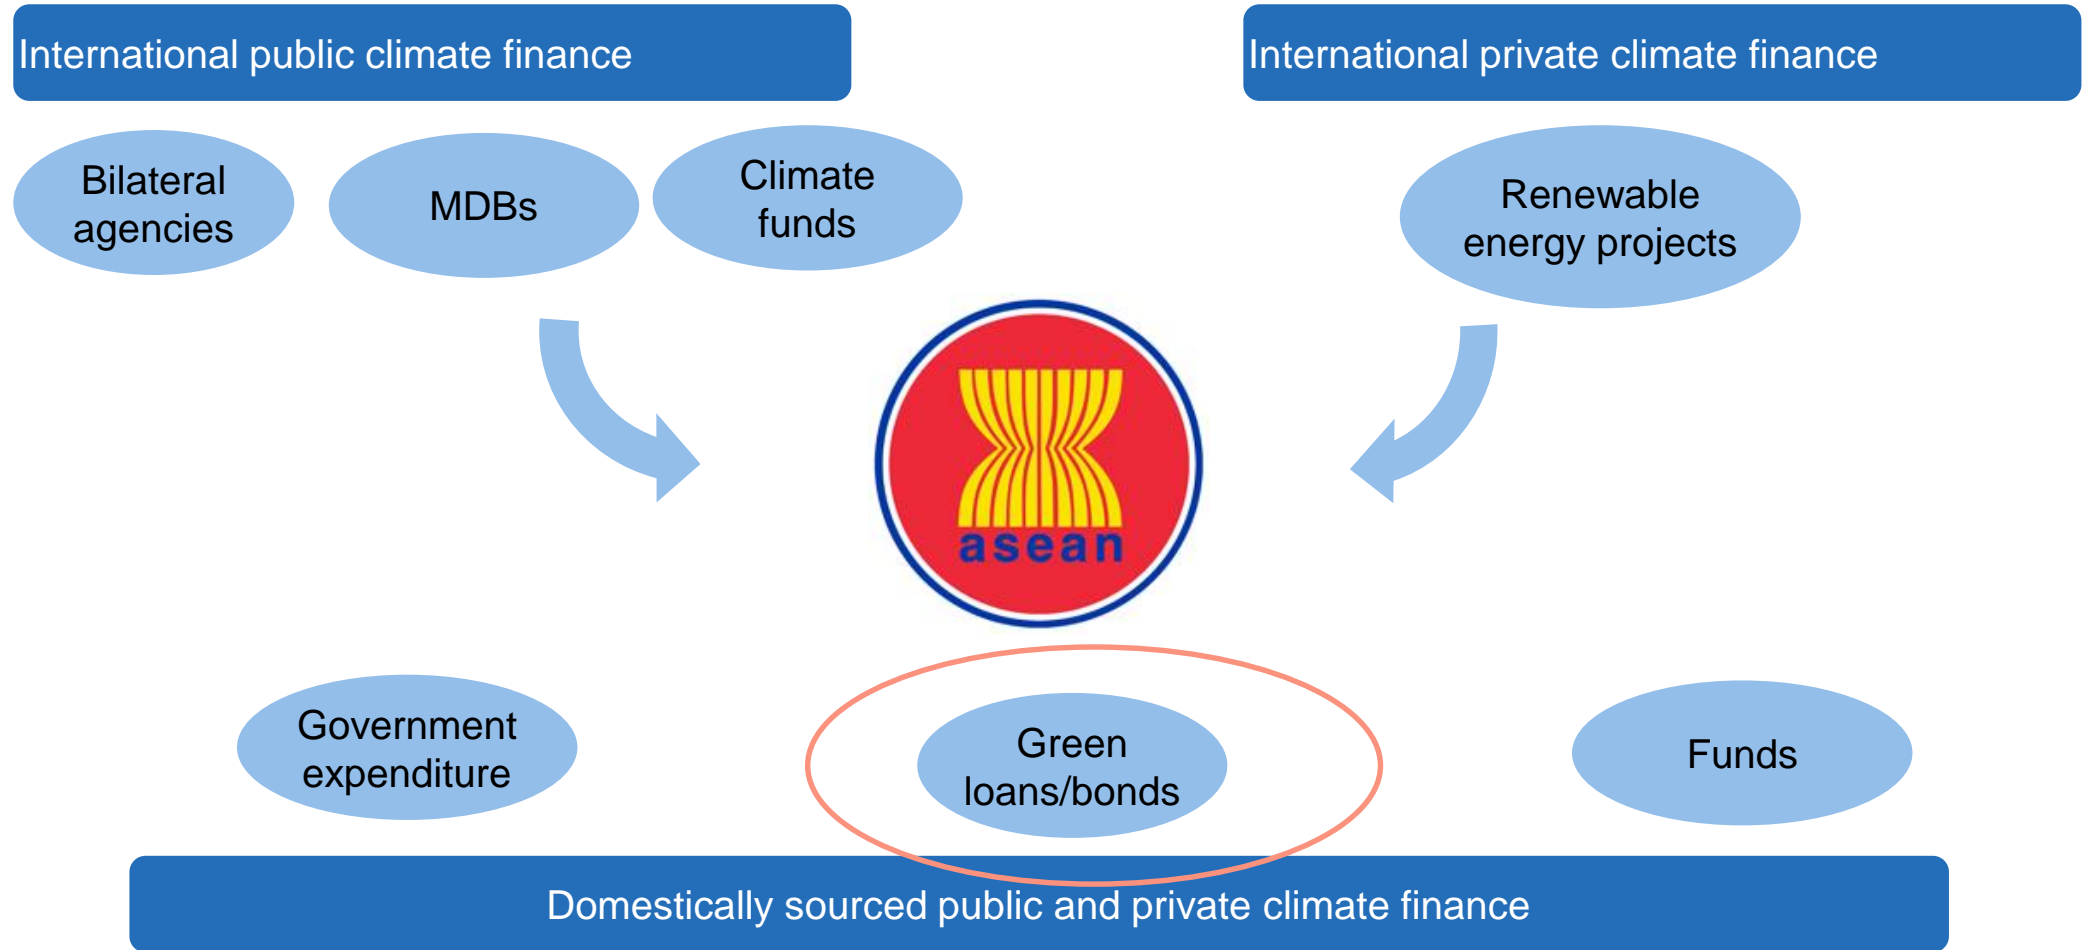 International public climate finance
International private climate finance
Bilateral
agencies
MDBs
Climate
funds
Renewable
energy projects
asean
Government
expenditure
Green
loans/bonds
Funds
Domestically sourced public and private climate finance